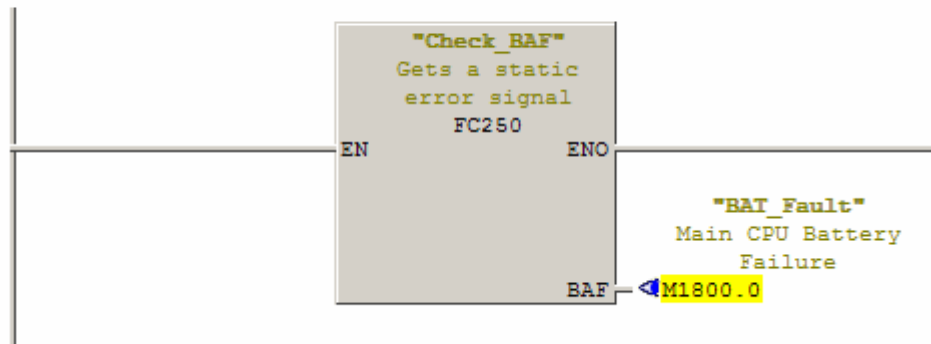 "Check_BAF"
Gets a static
error signal
FC250
EN
ENO
"BAT_Fault"
Main CPU Battery
Failure
BAF
M1800.0